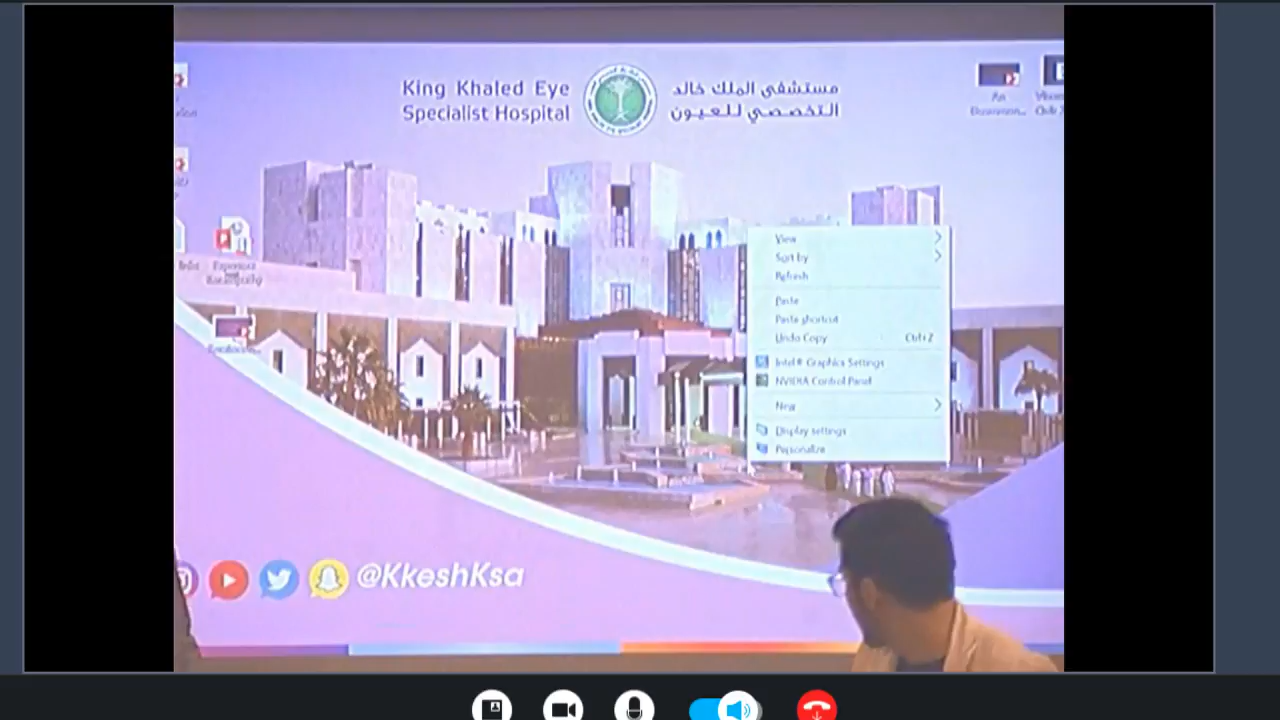 King Khaled Eye
Specialist Hospital
مستشفى الملك خالد
التخصصي للعيون
View
Sort by
Refresh
Paste
Paste shortcut
Undo Copy Ctrl+Z
Intel® Graphics Settings
NVIDIA Control Panel
New
Display settings
Personalize
@KkeshKsa